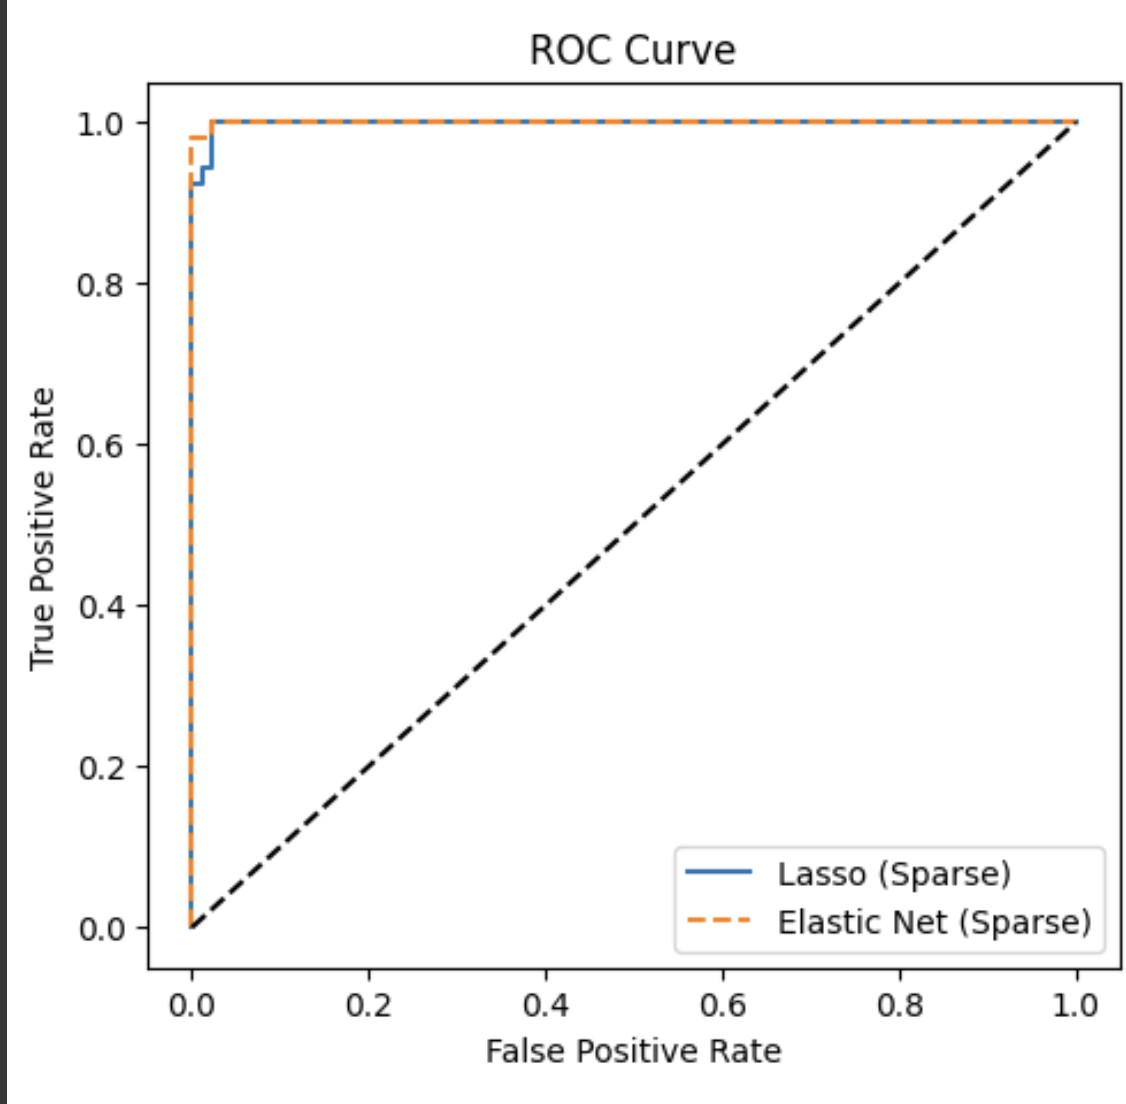 ROC Curve
1.0
0.8
0.6
0.4
0.2
0.0
True Positive Rate
0.0 0.2 0.4 0.6 0.8 1.0
False Positive Rate
Lasso (Sparse)
Elastic Net (Sparse)